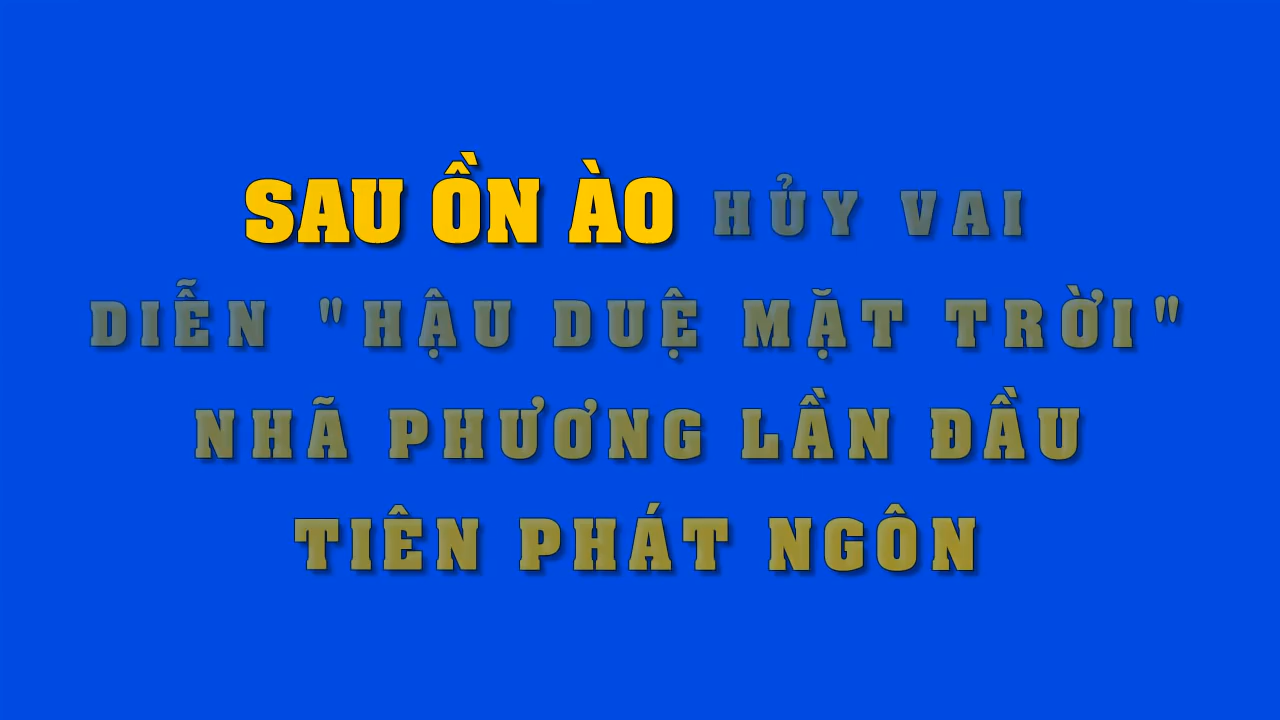 SAU ỒN ÀO HỦY VAI
DIỄN "HẬU DUỆ MẶT TRỜI"
NHÃ PHƯƠNG LẦN ĐẦU
TIÊN PHÁT NGÔN